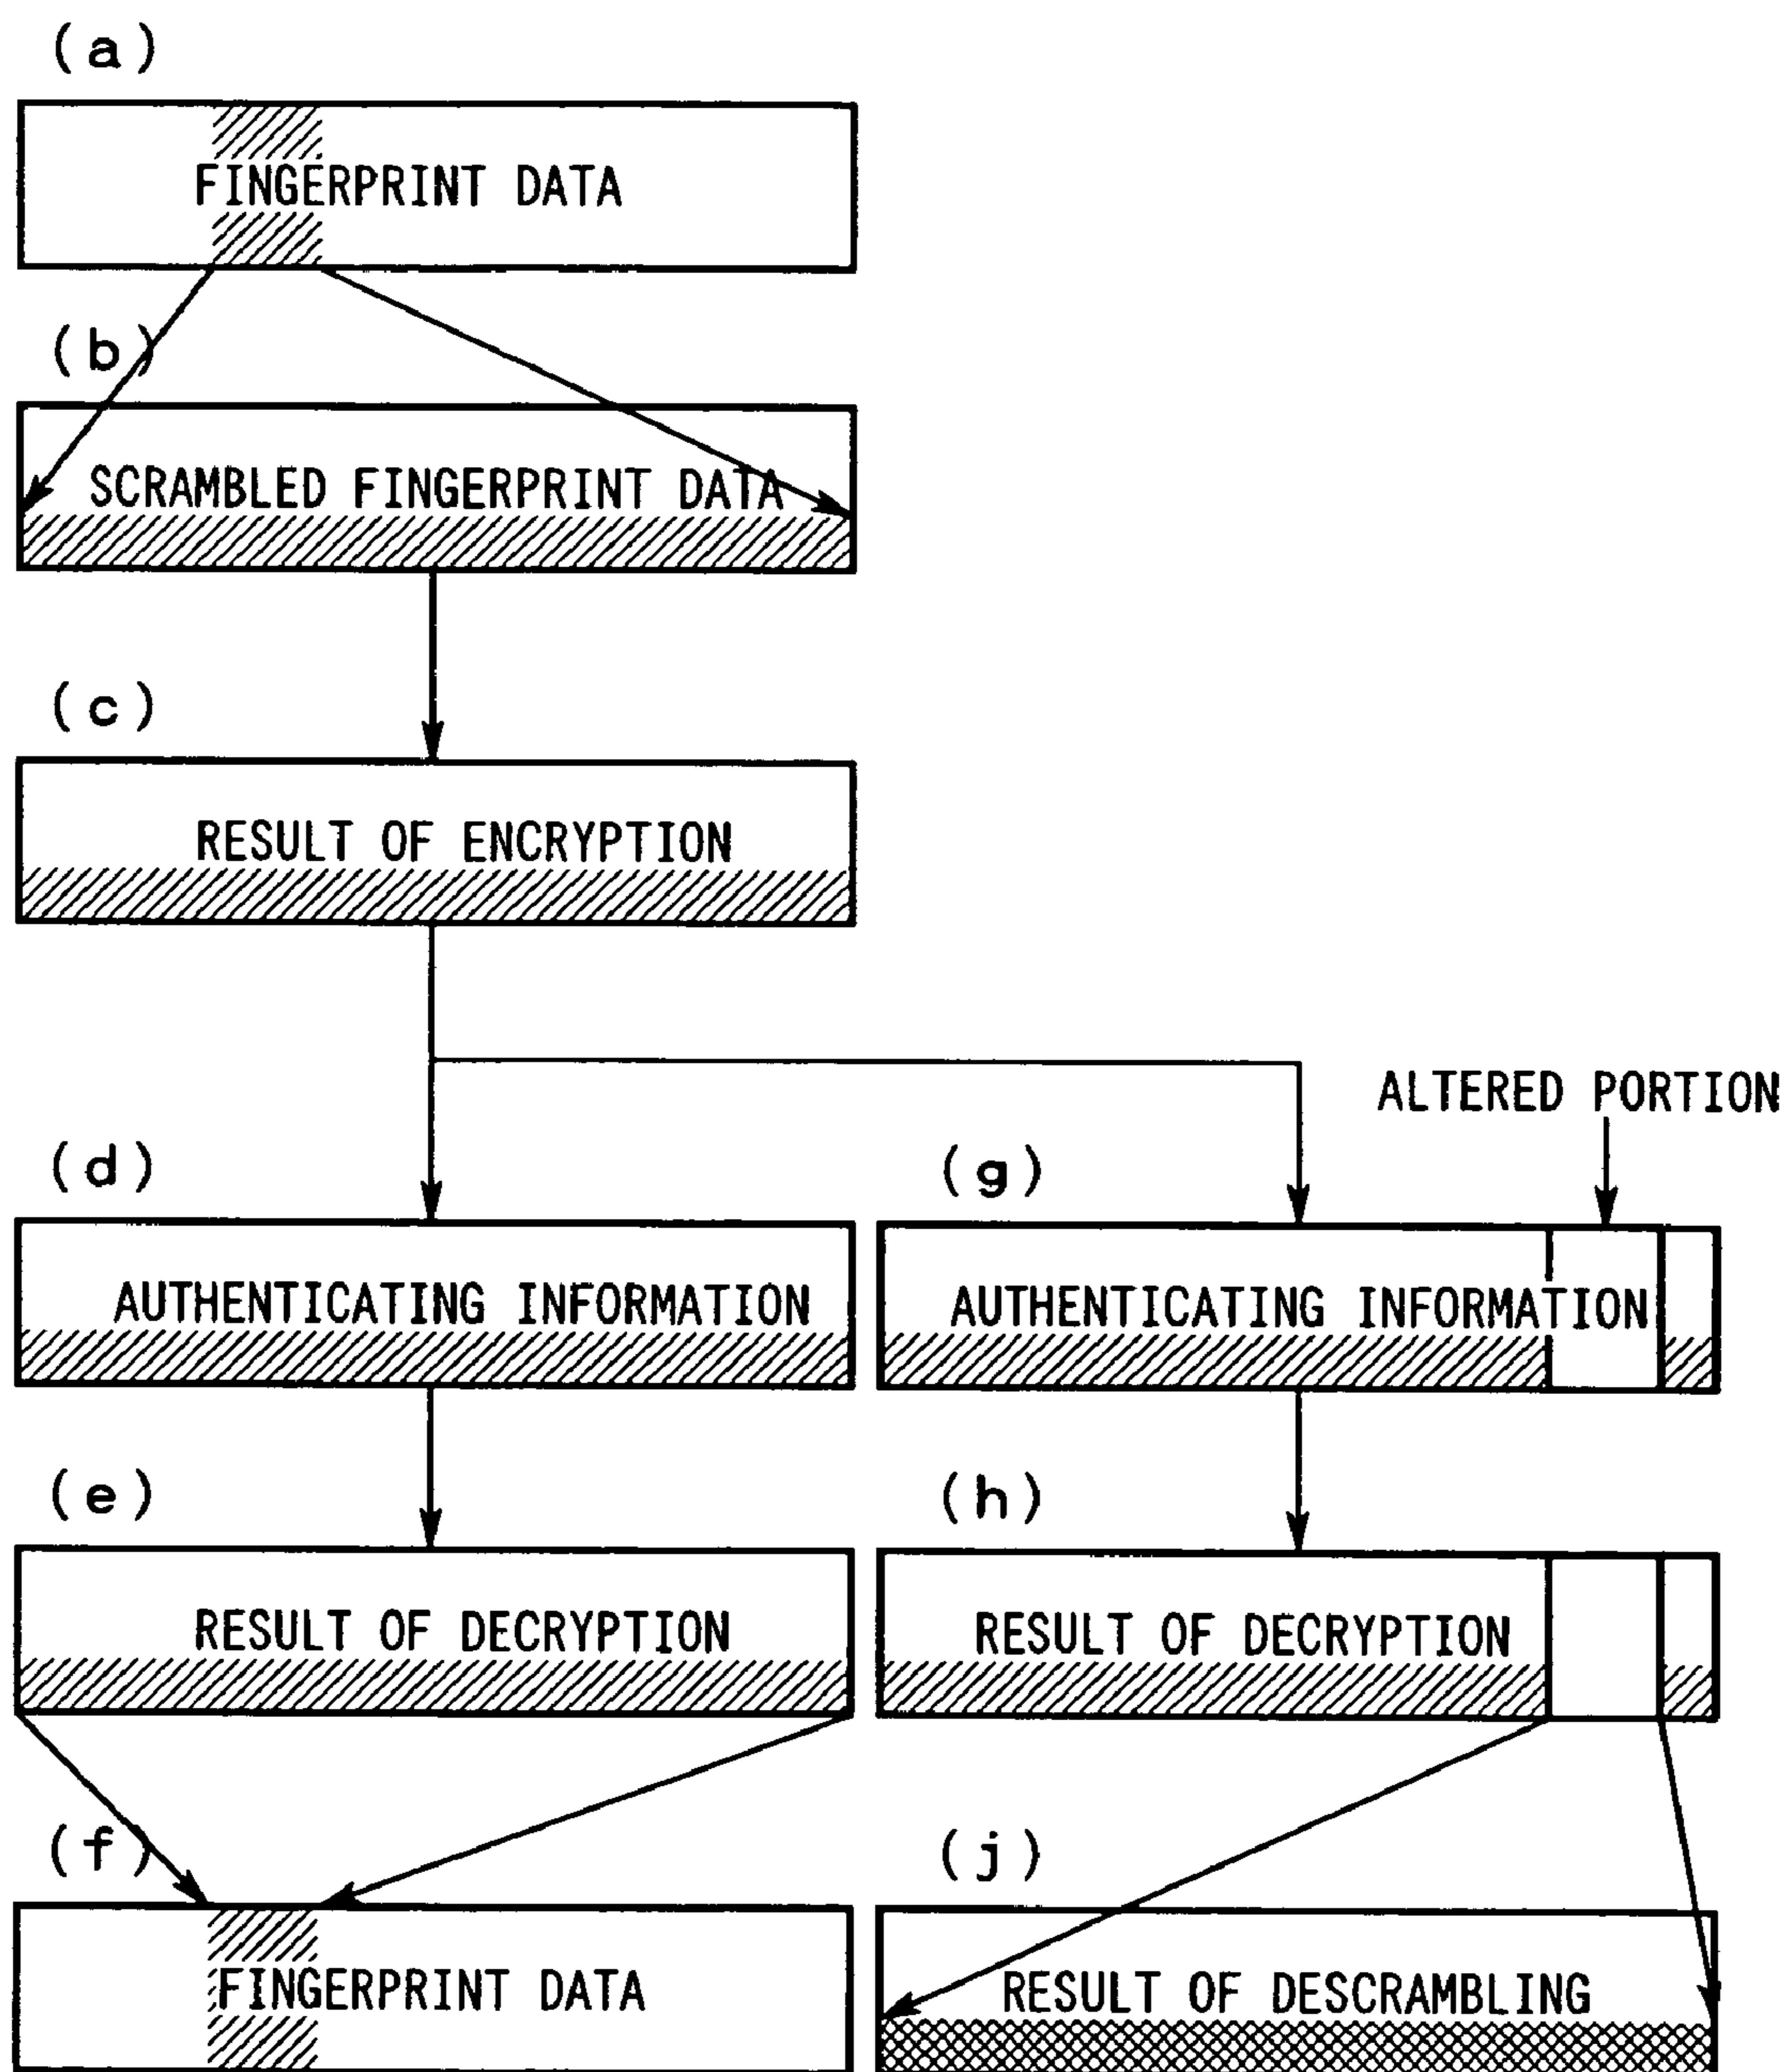 (a)
FINGERPRINT DATA
(b)
SCRAMBLED FINGERPRINT DATA
(c)
RESULT OF ENCRYPTION
ALTERED PORTION
(d)
(g)
AUTHENTICATING INFORMATION
AUTHENTICATING INFORMATION
(e)
(h)
RESULT OF DECRYPTION
RESULT OF DECRYPTION
(f)
(j)
FINGERPRINT DATA
RESULT OF DESCRAMBLING